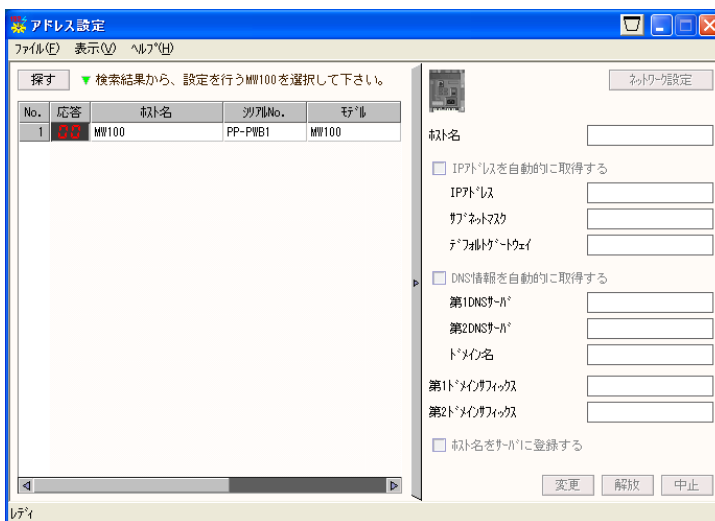 アドレス設定
ﾌｧｲﾙ(F) 表示(V) ﾍﾙﾌﾟ(H)
探す ▼ 検索結果から、設定を行うMW100を選択して下さい。
No. 応答 ﾎｽﾄ名 ｼﾘｱﾙNo. ﾓﾃﾞﾙ
1 00 MW100 PP-PWB1 MW100
ﾈｯﾄﾜｰｸ設定
ﾎｽﾄ名
IPｱﾄﾞﾚｽを自動的に取得する
IPｱﾄﾞﾚｽ
ｻﾌﾞﾈｯﾄﾏｽｸ
ﾃﾞﾌｫﾙﾄｹﾞｰﾄｳｪｲ
DNS情報を自動的に取得する
第1DNSｻｰﾊﾞ
第2DNSｻｰﾊﾞ
ﾄﾞﾒｲﾝ名
第1ﾄﾞﾒｲﾝｻﾌｨｯｸｽ
第2ﾄﾞﾒｲﾝｻﾌｨｯｸｽ
ﾎｽﾄ名をｻｰﾊﾞに登録する
変更 解放 中止
ﾚﾃﾞｨ